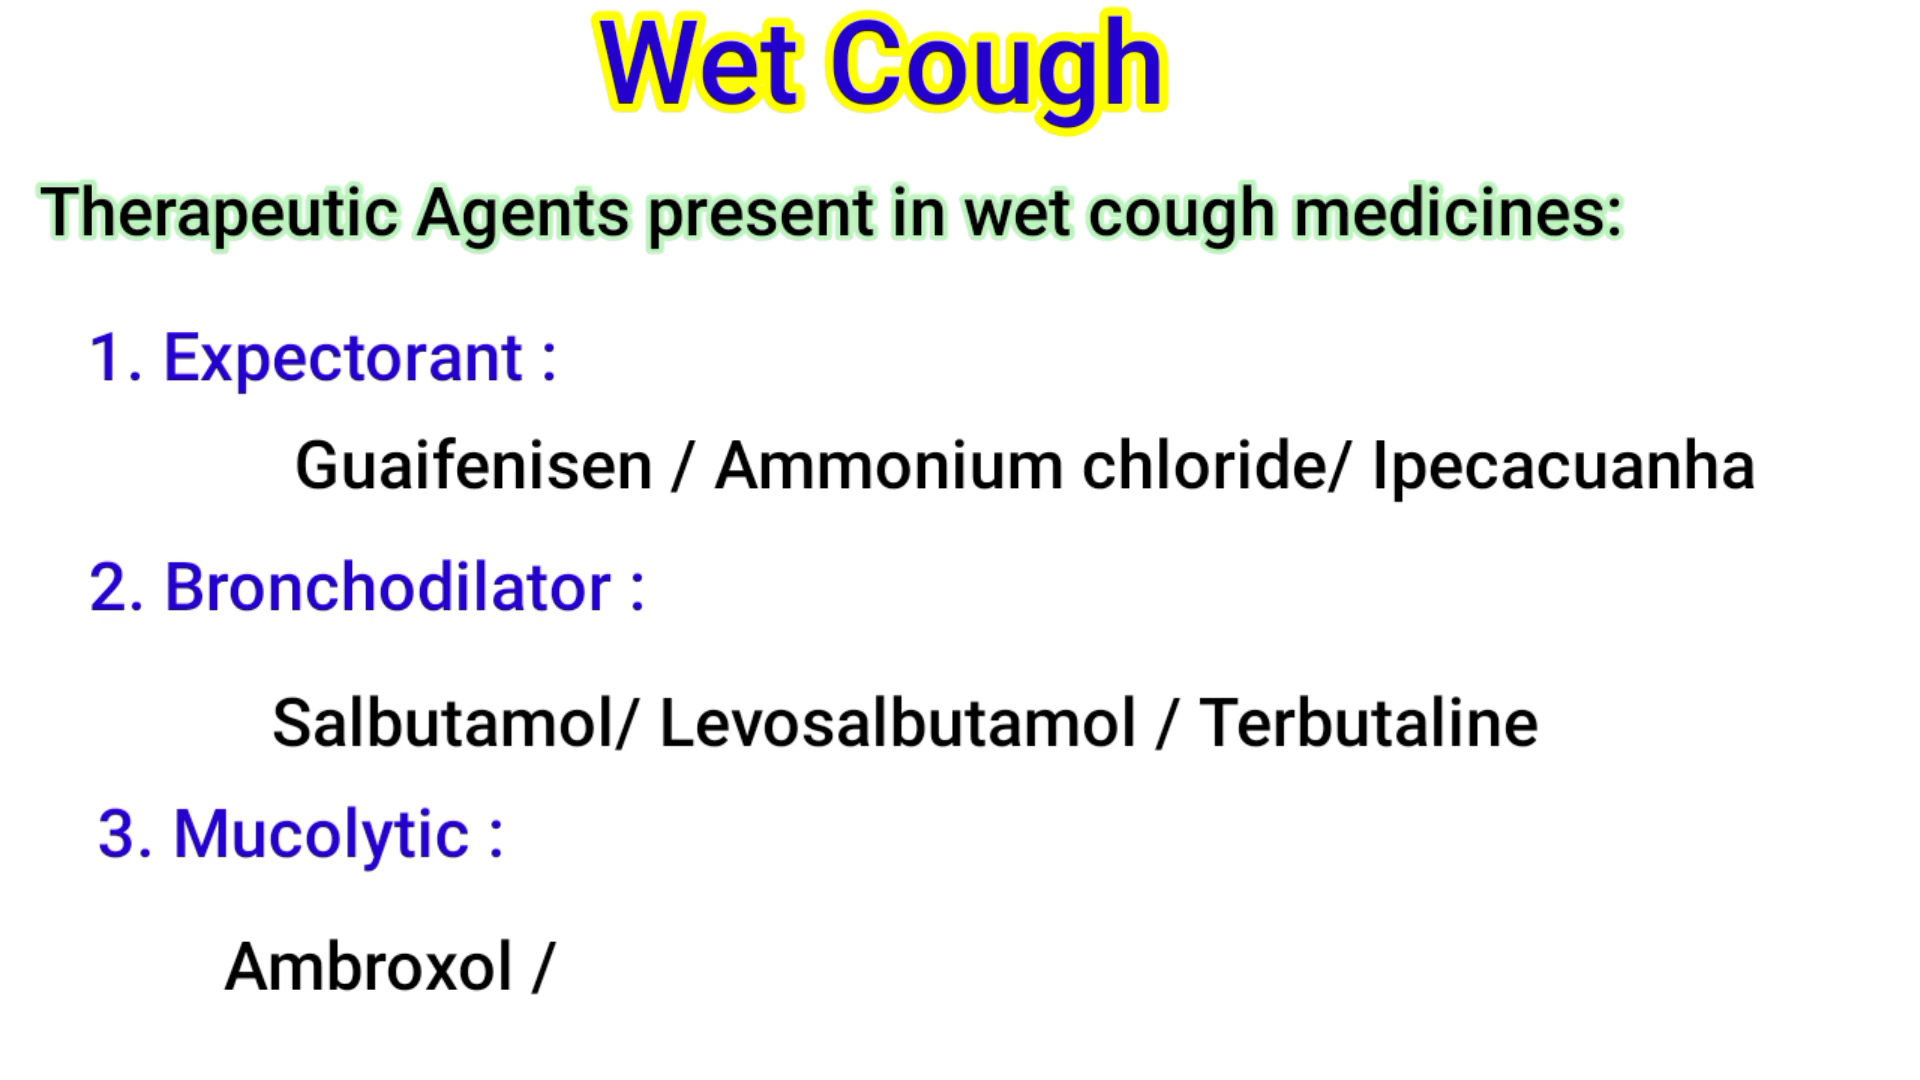 Wet Cough
Therapeutic Agents present in wet cough medicines:
1. Expectorant :
Guaifenisen / Ammonium chloride/ Ipecacuanha
2. Bronchodilator :
Salbutamol/ Levosalbutamol / Terbutaline
3. Mucolytic :
Ambroxol /